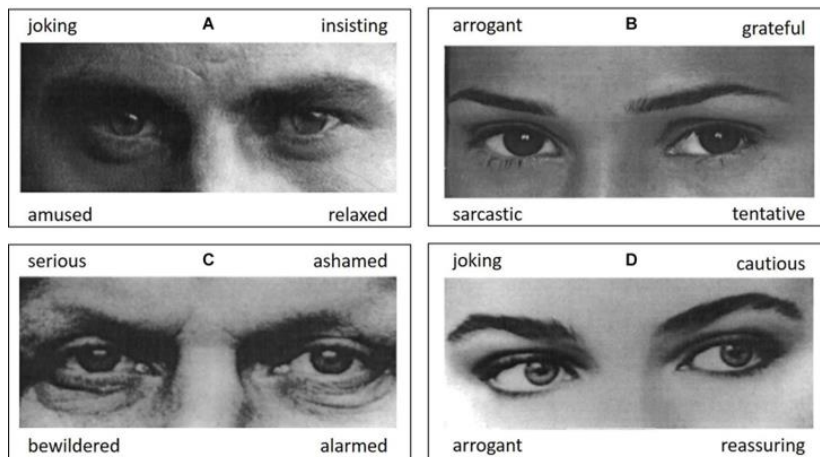 joking A insisting
amused relaxed
arrogant B grateful
sarcastic tentative
serious C ashamed
bewildered alarmed
joking D cautious
arrogant reassuring